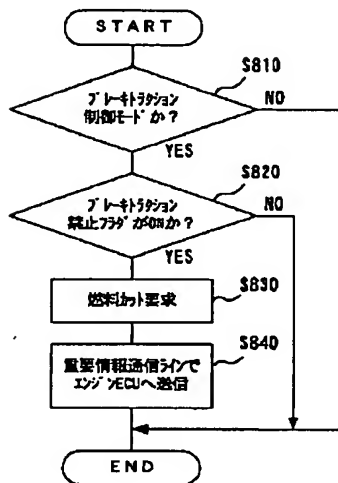 START
S810
ブレーキトラクション
制御モードか？
NO
YES
S820
ブレーキトラクション
禁止フラグがONか？
NO
YES
S830
燃料カット要求
S840
重要情報通信ラインで
エンジンECUへ送信
END